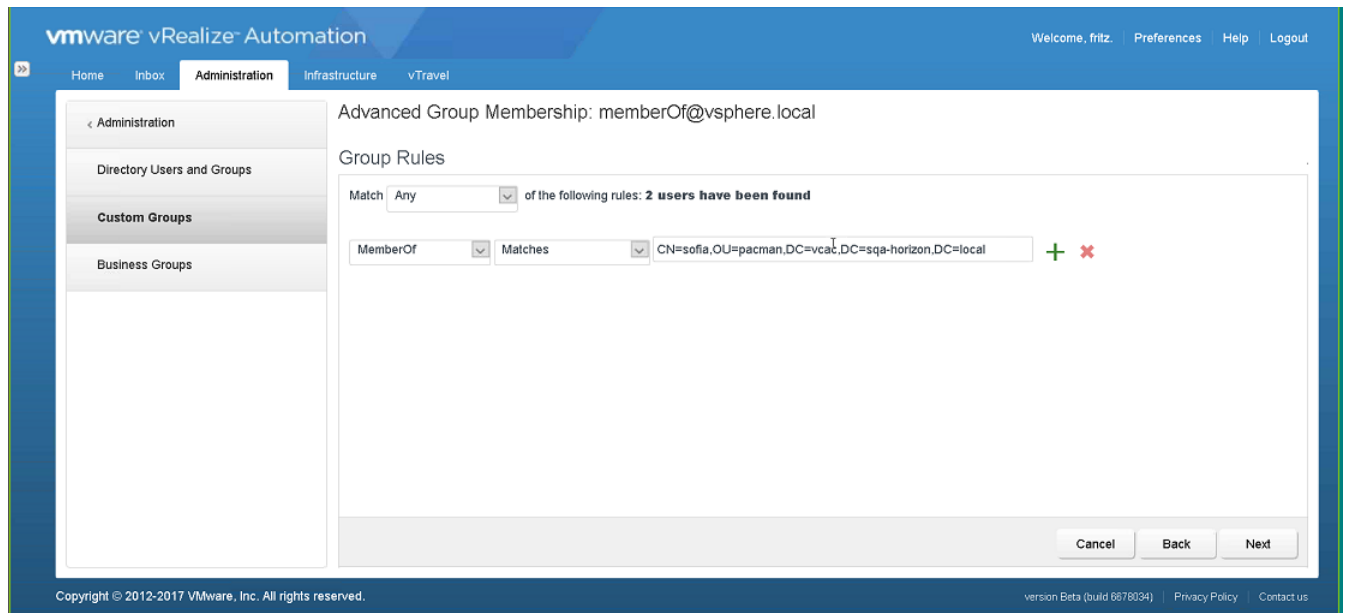 vmware® vRealize™ Automation
Welcome, fritz. Preferences Help Logout
Home Inbox Administration Infrastructure vTravel
< Administration
Directory Users and Groups
Custom Groups
Business Groups
Advanced Group Membership: memberOf@vsphere.local
Group Rules
Match Any of the following rules: 2 users have been found
MemberOf Matches CN=sofia,OU=pacman,DC=vcac,DC=sqa-horizon,DC=local
Cancel Back Next
Copyright © 2012-2017 VMware, Inc. All rights reserved.
version Beta (build 6678034) Privacy Policy Contact us